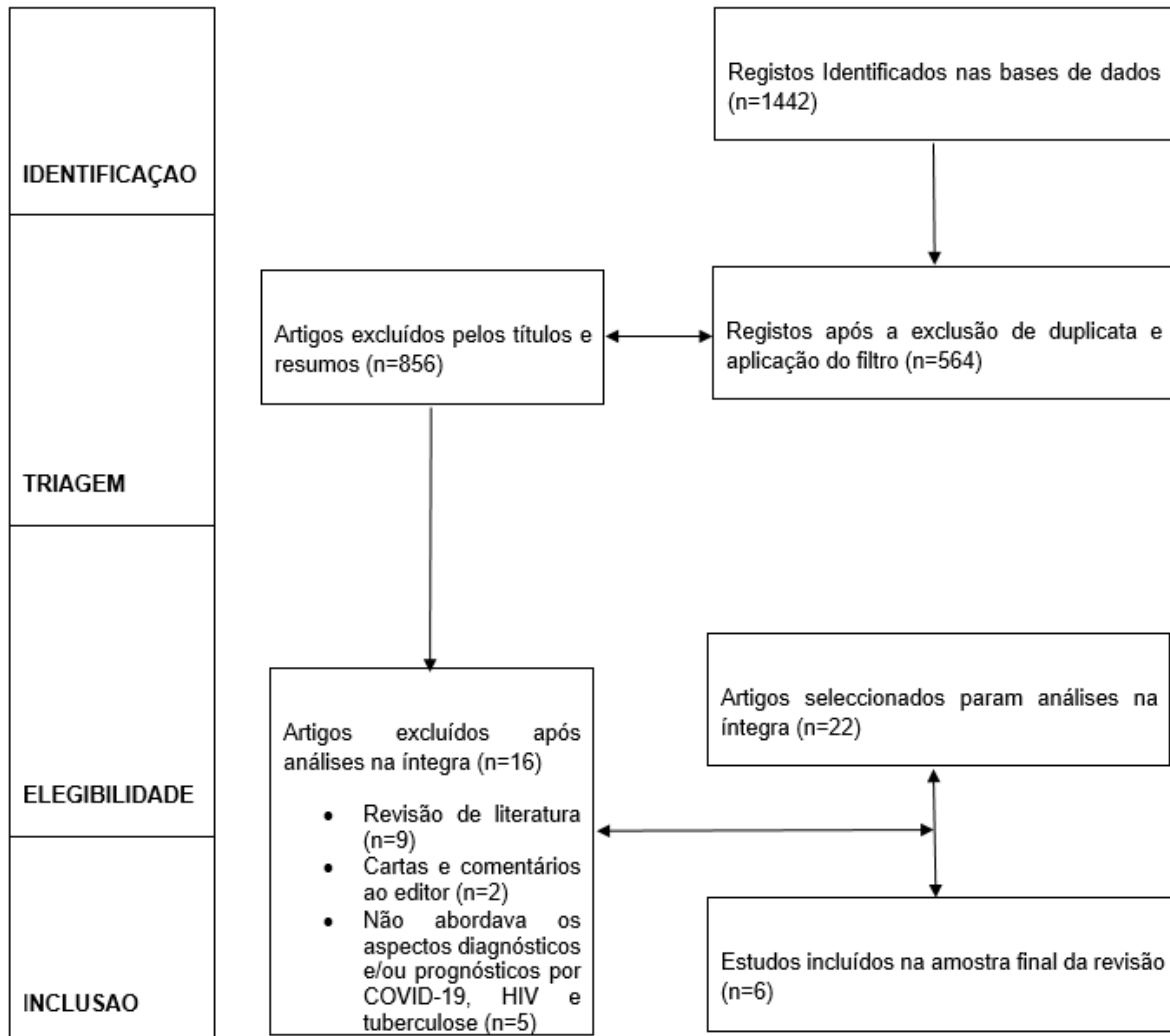 Registos Identificados nas bases de dados
(n=1442)
IDENTIFICAÇAO
Artigos excluídos pelos títulos e
resumos (n=856)
Registos após a exclusão de duplicata e
aplicação do filtro (n=564)
TRIAGEM
Artigos seleccionados param análises na
íntegra (n=22)
Artigos excluídos após
análises na íntegra (n=16)
• Revisão de literatura
(n=9)
• Cartas e comentários
ao editor (n=2)
• Não abordava os
aspectos diagnósticos
e/ou prognósticos por
COVID-19, HIV e
tuberculose (n=5)
ELEGIBILIDADE
Estudos incluídos na amostra final da revisão
(n=6)
INCLUSAO